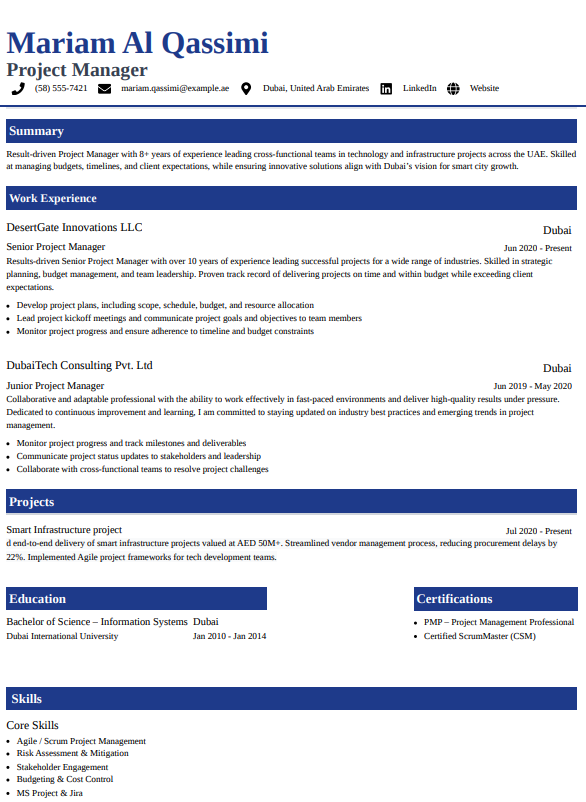 Mariam Al Qassimi
Project Manager
(58) 555-7421 mariam.qassimi@example.ae Dubai, United Arab Emirates LinkedIn Website
Summary
Result-driven Project Manager with 8+ years of experience leading cross-functional teams in technology and infrastructure projects across the UAE. Skilled
at managing budgets, timelines, and client expectations, while ensuring innovative solutions align with Dubai's vision for smart city growth.
Work Experience
DesertGate Innovations LLC Dubai
Senior Project Manager Jun 2020 - Present
Results-driven Senior Project Manager with over 10 years of experience leading successful projects for a wide range of industries. Skilled in strategic
planning, budget management, and team leadership. Proven track record of delivering projects on time and within budget while exceeding client
expectations.
• Develop project plans, including scope, schedule, budget, and resource allocation
• Lead project kickoff meetings and communicate project goals and objectives to team members
• Monitor project progress and ensure adherence to timeline and budget constraints
DubaiTech Consulting Pvt. Ltd Dubai
Junior Project Manager Jun 2019 - May 2020
Collaborative and adaptable professional with the ability to work effectively in fast-paced environments and deliver high-quality results under pressure.
Dedicated to continuous improvement and learning, I am committed to staying updated on industry best practices and emerging trends in project
management.
• Monitor project progress and track milestones and deliverables
• Communicate project status updates to stakeholders and leadership
• Collaborate with cross-functional teams to resolve project challenges
Projects
Smart Infrastructure project Jul 2020 - Present
d end-to-end delivery of smart infrastructure projects valued at AED 50M+. Streamlined vendor management process, reducing procurement delays by
22%. Implemented Agile project frameworks for tech development teams.
Education
Bachelor of Science – Information Systems Dubai
Dubai International University Jan 2010 - Jan 2014
Certifications
• PMP – Project Management Professional
• Certified ScrumMaster (CSM)
Skills
Core Skills
• Agile / Scrum Project Management
• Risk Assessment & Mitigation
• Stakeholder Engagement
• Budgeting & Cost Control
• MS Project & Jira